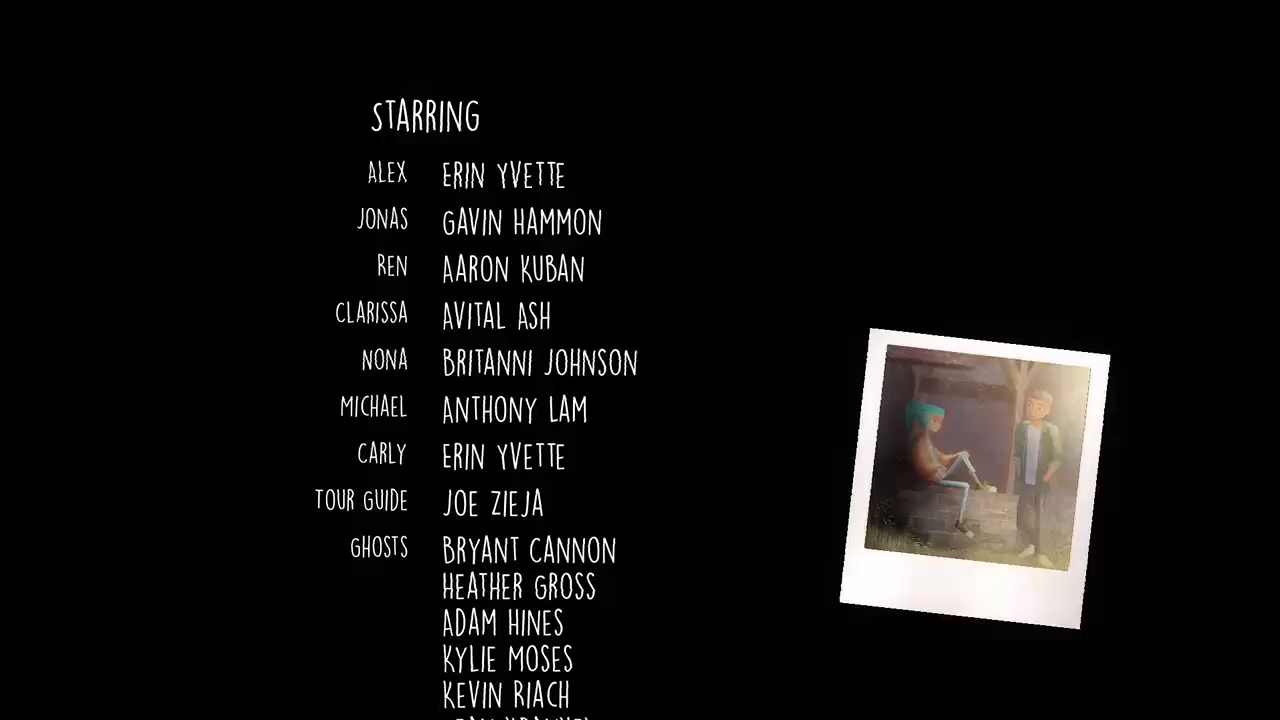 STARRING
ALEX ERIN YVETTE
JONAS GAVIN HAMMON
REN AARON KUBAN
CLARISSA AVITAL ASH
NONA BRITANNI JOHNSON
MICHAEL ANTHONY LAM
CARLY ERIN YVETTE
TOUR GUIDE JOE ZIEJA
GHOSTS BRYANT CANNON
HEATHER GROSS
ADAM HINES
KYLIE MOSES
KEVIN RIACH